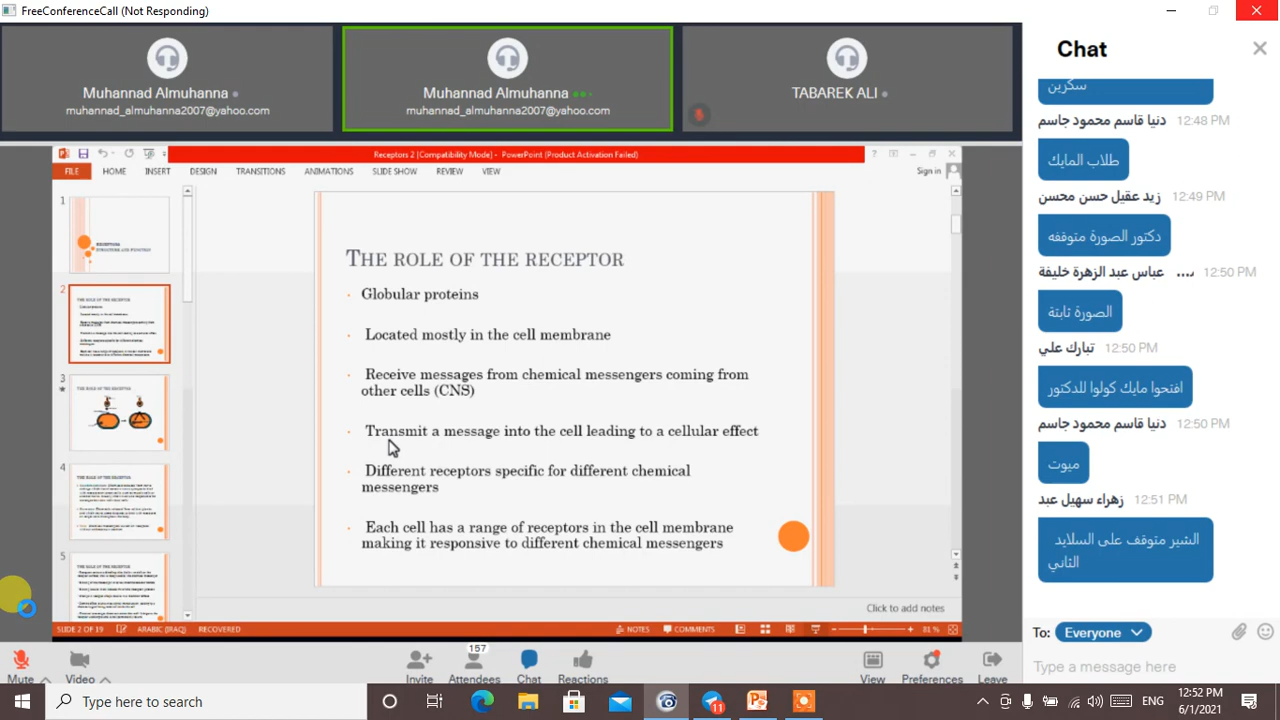 FreeConferenceCall (Not Responding)
Muhannad Almuhanna
muhannad_almuhanna2007@yahoo.com
Muhannad Almuhanna
muhannad_almuhanna2007@yahoo.com
TABAREK ALI
Receptors 2 [Compatibility Mode] - PowerPoint (Product Activation Failed)
FILE HOME INSERT DESIGN TRANSITIONS ANIMATIONS SLIDE SHOW REVIEW VIEW Sign in
1
2
3
4
5
THE ROLE OF THE RECEPTOR
Globular proteins
Located mostly in the cell membrane
Receive messages from chemical messengers coming from
other cells (CNS)
Transmit a message into the cell leading to a cellular effect
Different receptors specific for different chemical
messengers
Each cell has a range of receptors in the cell membrane
making it responsive to different chemical messengers
Click to add notes
SLIDE 2 OF 19 ARABIC (IRAQ) RECOVERED NOTES COMMENTS 81 %
Mute Video Invite 157 Attendees Chat Reactions View Preferences Leave
Chat
سكرين
دنيا قاسم محمود جاسم 12:48 PM
طلاب المايك
زيد عقيل حسن محسن 12:49 PM
دكتور الصورة متوقفه
عباس عبد الزهرة خليفة ... 12:50 PM
الصورة ثابتة
تبارك علي 12:50 PM
افتحوا مايك كولوا للدكتور
دنيا قاسم محمود جاسم 12:50 PM
ميوت
زهراء سهيل عبد 12:51 PM
الشير متوقف على السلايد
الثاني
To: Everyone
Type a message here
Type here to search
11
ENG
12:52 PM
6/1/2021